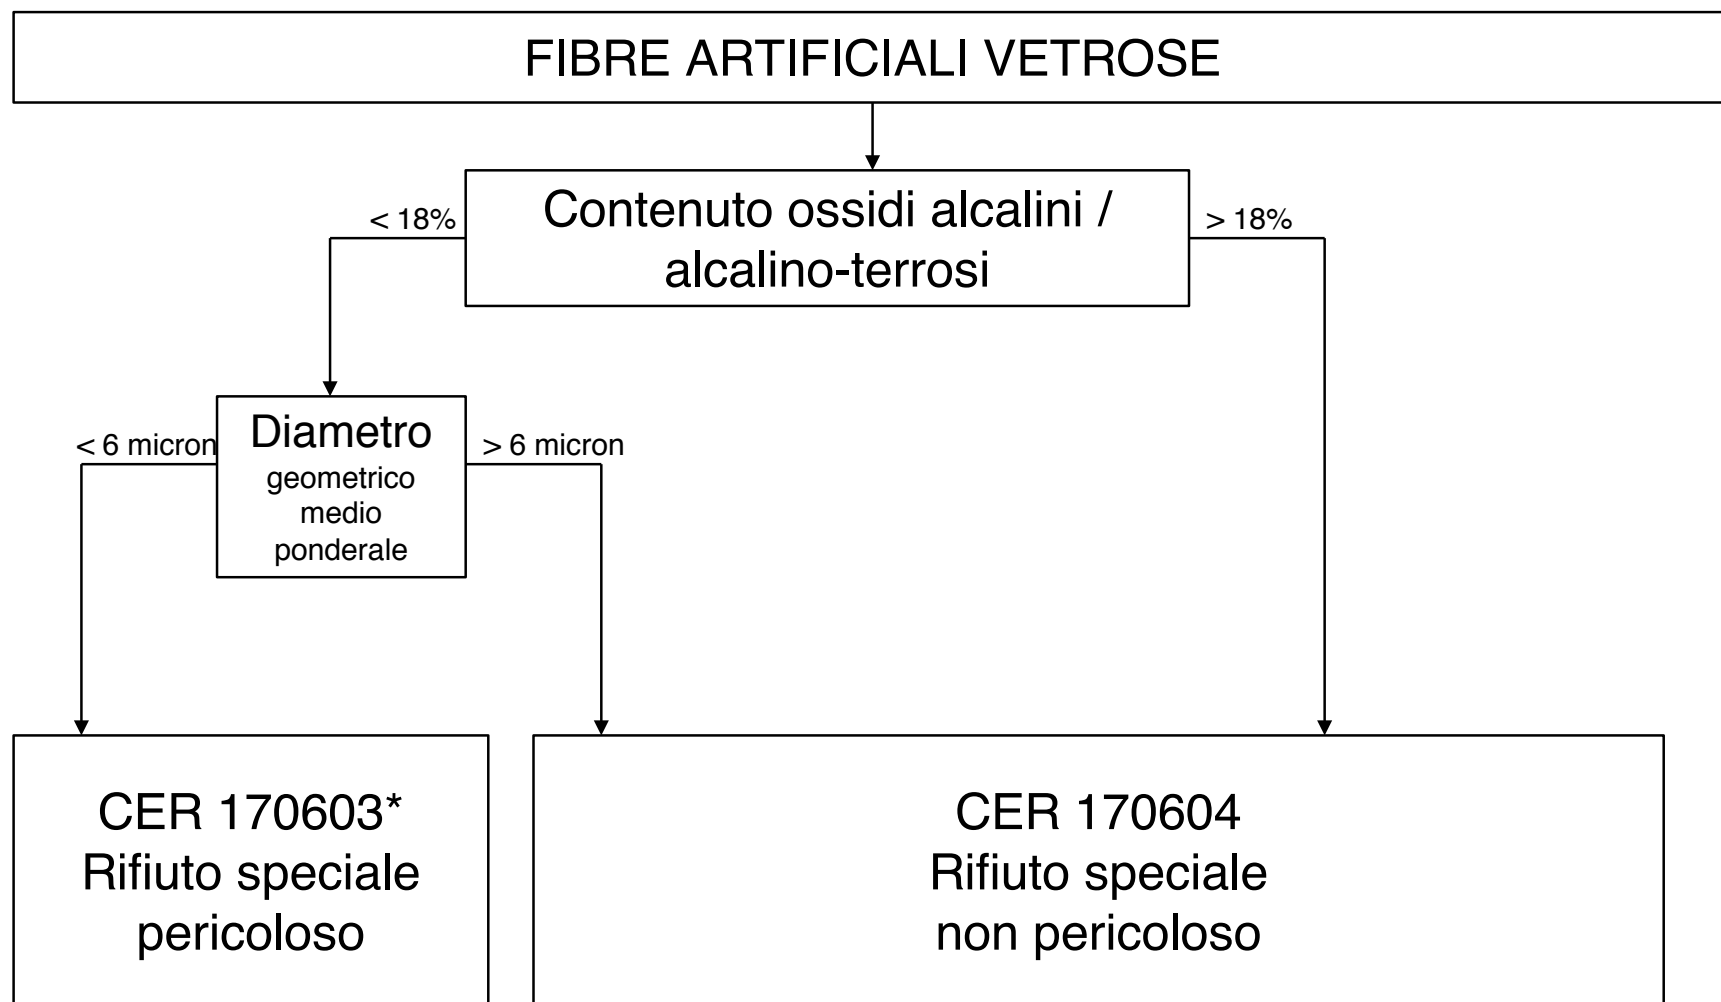 FIBRE ARTIFICIALI VETROSE
Contenuto ossidi alcalini /
alcalino-terrosi
< 18%
> 18%
Diametro
geometrico
medio
ponderale
< 6 micron
> 6 micron
CER 170603*
Rifiuto speciale
pericoloso
CER 170604
Rifiuto speciale
non pericoloso